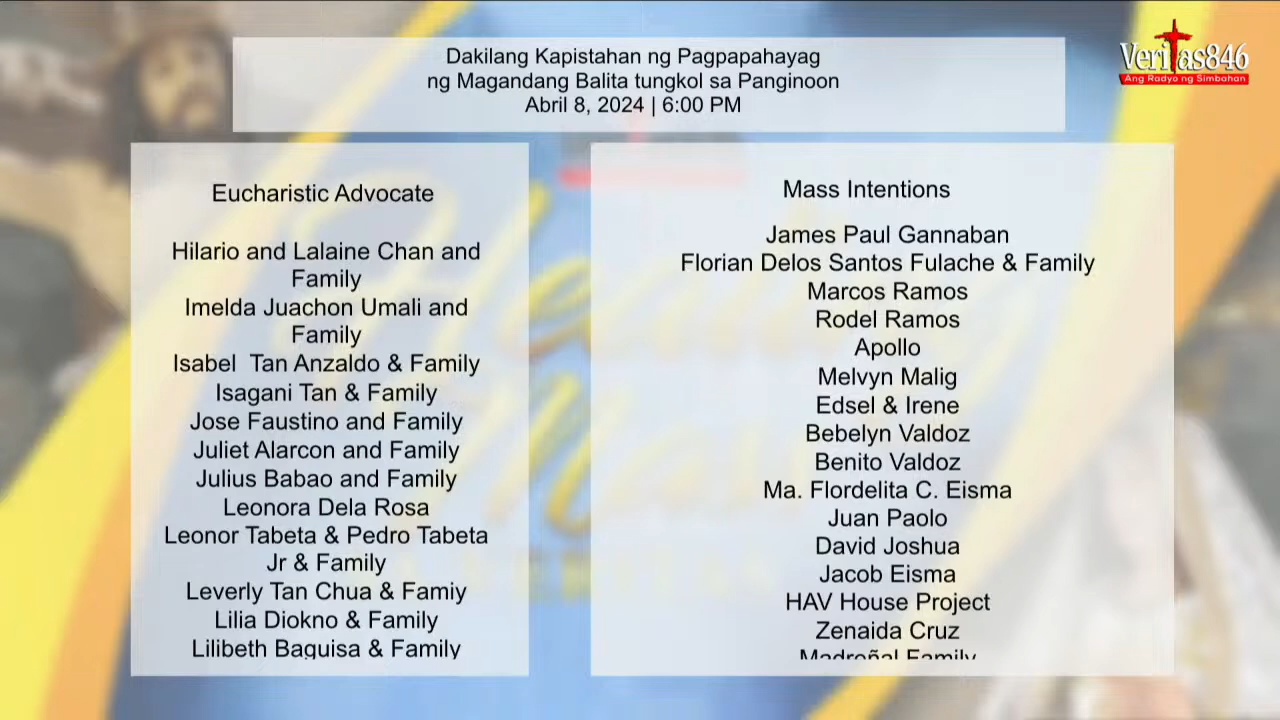 Dakilang Kapistahan ng Pagpapahayag
ng Magandang Balita tungkol sa Panginoon
Abril 8, 2024 | 6:00 PM
Veritas846
Ang Radyo ng Simbahan
Eucharistic Advocate
Hilario and Lalaine Chan and
Family
Imelda Juachon Umali and
Family
Isabel  Tan Anzaldo & Family
Isagani Tan & Family
Jose Faustino and Family
Juliet Alarcon and Family
Julius Babao and Family
Leonora Dela Rosa
Leonor Tabeta & Pedro Tabeta
Jr & Family
Leverly Tan Chua & Famiy
Lilia Diokno & Family
Lilibeth Baguisa & Family
Mass Intentions
James Paul Gannaban
Florian Delos Santos Fulache & Family
Marcos Ramos
Rodel Ramos
Apollo
Melvyn Malig
Edsel & Irene
Bebelyn Valdoz
Benito Valdoz
Ma. Flordelita C. Eisma
Juan Paolo
David Joshua
Jacob Eisma
HAV House Project
Zenaida Cruz
Madroñal Family